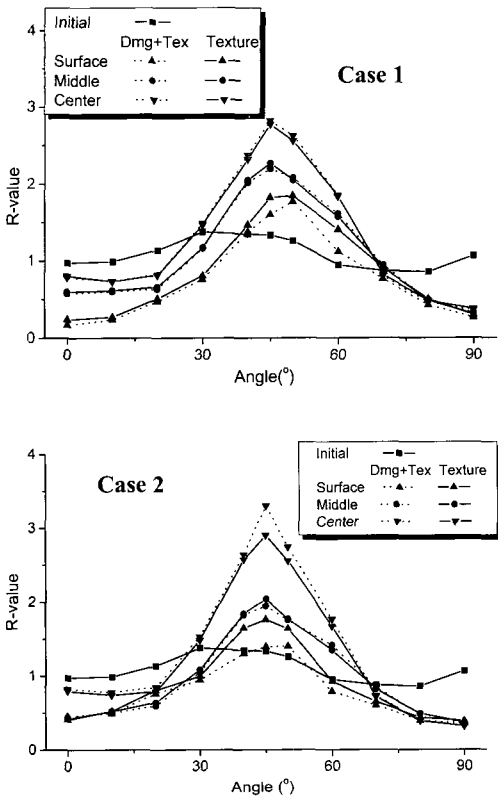 Initial
Dmg+Tex Texture
Surface
Middle
Center
Case 1
4
3
2
1
0
R-value
0 30 60 90
Angle(°)
Initial
Dmg+Tex Texture
Surface
Middle
Center
Case 2
4
3
2
1
0
R-value
0 30 60 90
Angle (°)